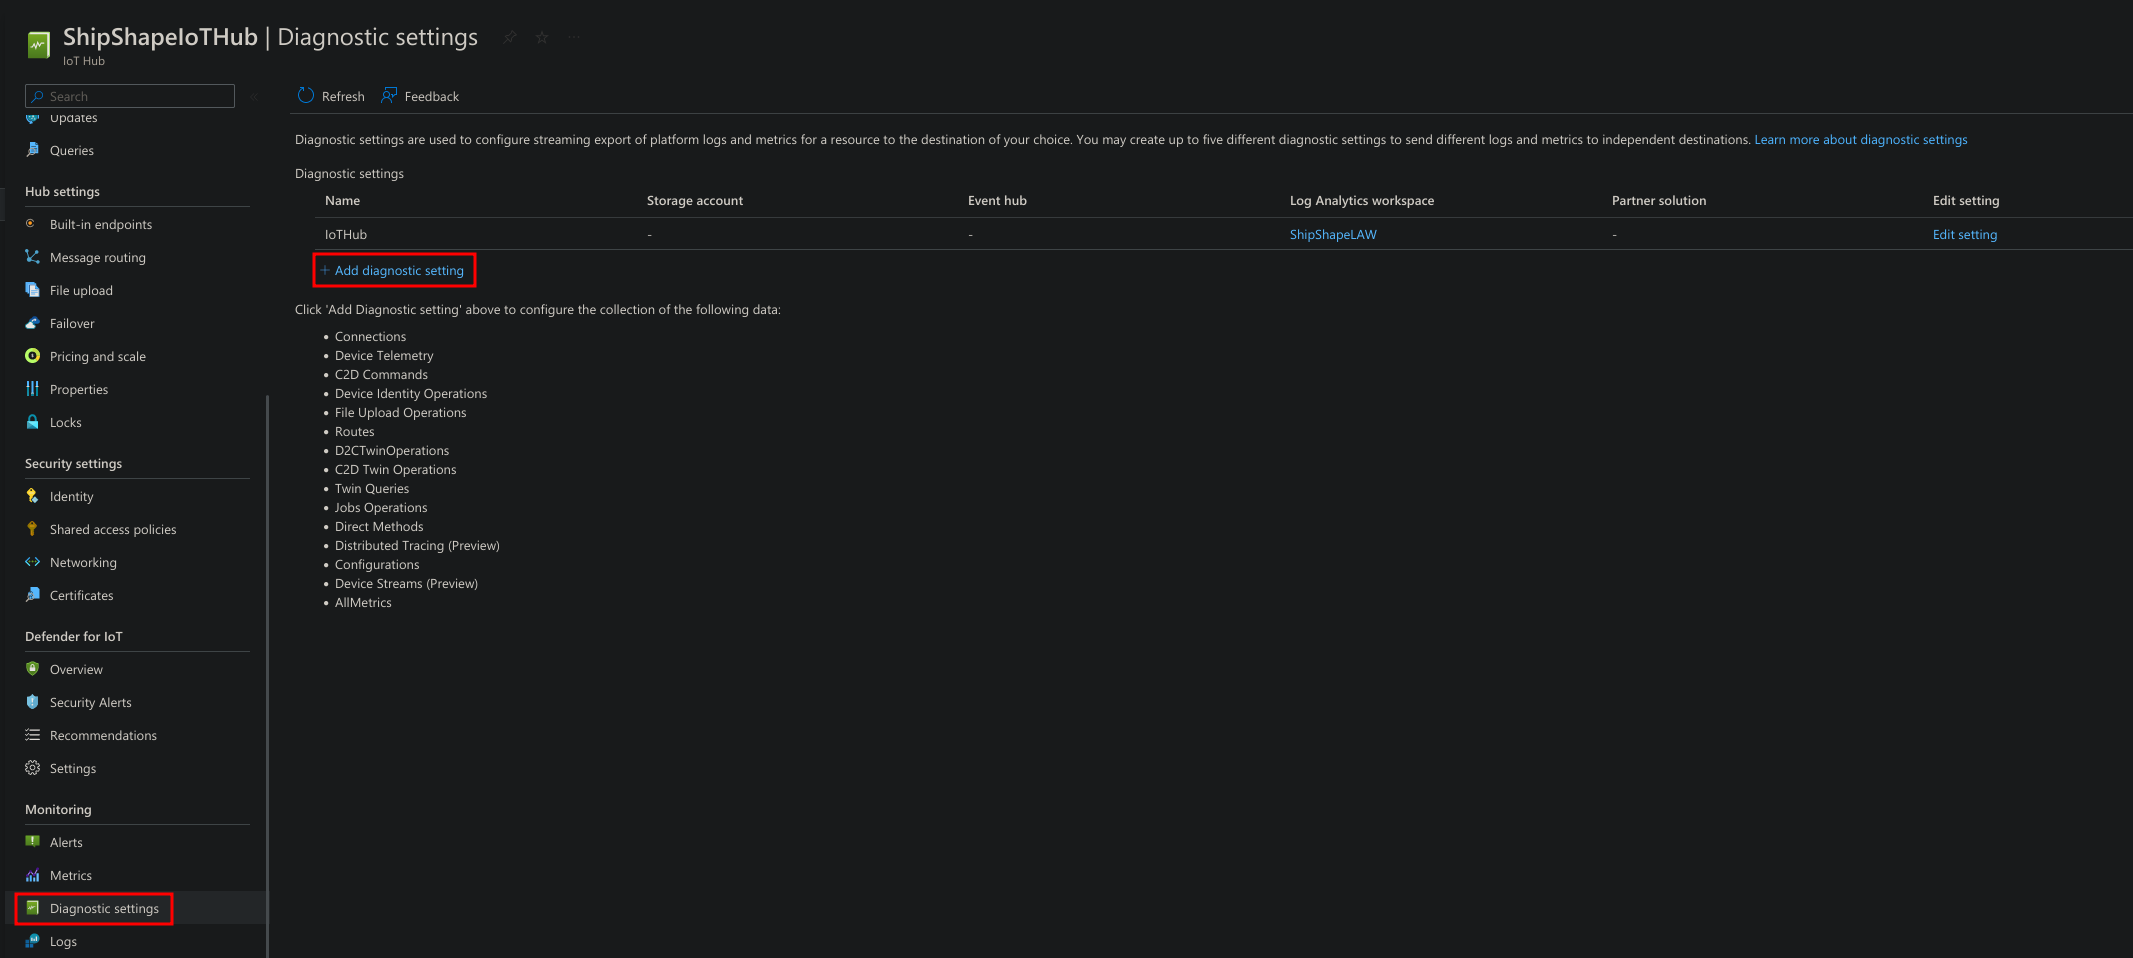 ShipShapeIoTHub | Diagnostic settings
IoT Hub
Search
Updates
Queries
Hub settings
Built-in endpoints
Message routing
File upload
Failover
Pricing and scale
Properties
Locks
Security settings
Identity
Shared access policies
Networking
Certificates
Defender for IoT
Overview
Security Alerts
Recommendations
Settings
Monitoring
Alerts
Metrics
Diagnostic settings
Logs
Refresh Feedback
Diagnostic settings are used to configure streaming export of platform logs and metrics for a resource to the destination of your choice. You may create up to five different diagnostic settings to send different logs and metrics to independent destinations. Learn more about diagnostic settings
Diagnostic settings
Name Storage account Event hub Log Analytics workspace Partner solution Edit setting
IoTHub - - ShipShapeLAW - Edit setting
+ Add diagnostic setting
Click 'Add Diagnostic setting' above to configure the collection of the following data:
• Connections
• Device Telemetry
• C2D Commands
• Device Identity Operations
• File Upload Operations
• Routes
• D2CTwinOperations
• C2D Twin Operations
• Twin Queries
• Jobs Operations
• Direct Methods
• Distributed Tracing (Preview)
• Configurations
• Device Streams (Preview)
• AllMetrics